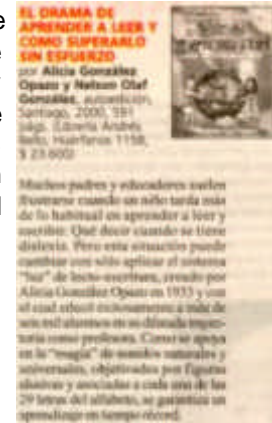 EL DRAMA DE
APRENDER A LEER Y
COMO SUPERARLO
SIN ESFUERZO
por Alicia González
Opazo y Nelson Olaf
González, autoedición,
Santiago, 2000, 591
págs. (Librería Andrés
Bello, Huérfanos 1158,
$ 23.600)
Muchos padres y educadores suelen
frustrarse cuando un niño tarda más
de lo habitual en aprender a leer y
escribir. Qué decir cuando se tiene
dislexia. Pero esta situación puede
cambiar con sólo aplicar el sistema
de lecto-escritura, creado por
Alicia González Opazo en 1933 y con
el cual educó exitosamente a más de
seis mil alumnos en su dilatada trayec-
toria como profesora. Como se apoya
en la "magia" de sonidos naturales y
universales, objetivados por figuras
alusivas y asociadas a cada una de las
29 letras del alfabeto, se garantiza un
aprendizaje en tiempo récord.